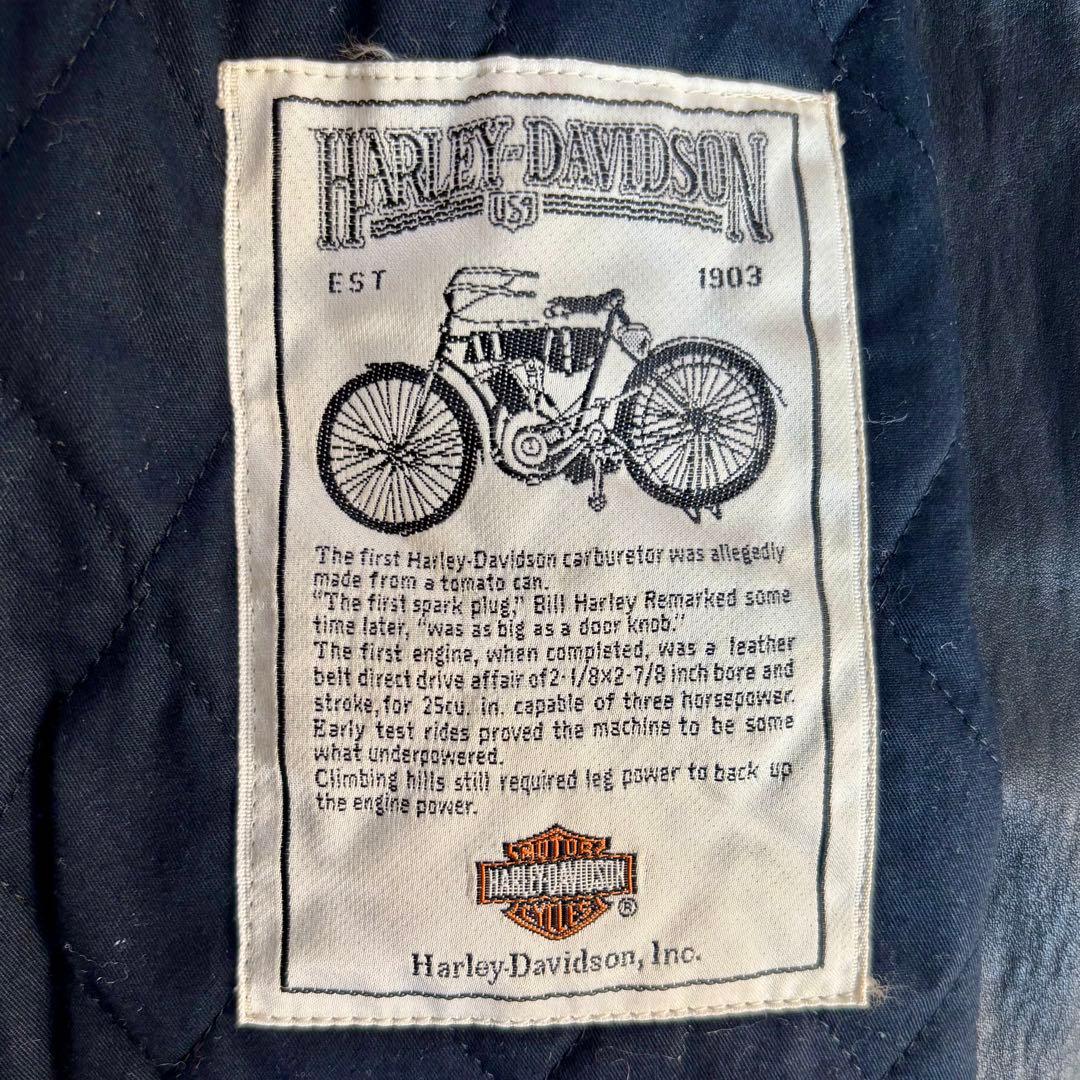 HARLEY-DAVIDSON
USA
EST 1903
The first Harley-Davidson carburetor was allegedly
made from a tomato can.
"The first spark plug," Bill Harley Remarked some
time later, "was as big as a door knob."
The first engine, when completed, was a leather
belt direct drive affair of 2-1/8x2-7/8 inch bore and
stroke, for 25cu. in. capable of three horsepower.
Early test rides proved the machine to be some
what underpowered.
Climbing hills still required leg power to back up
the engine power.
MOTOR
HARLEY-DAVIDSON
CYCLES
®
Harley-Davidson, Inc.